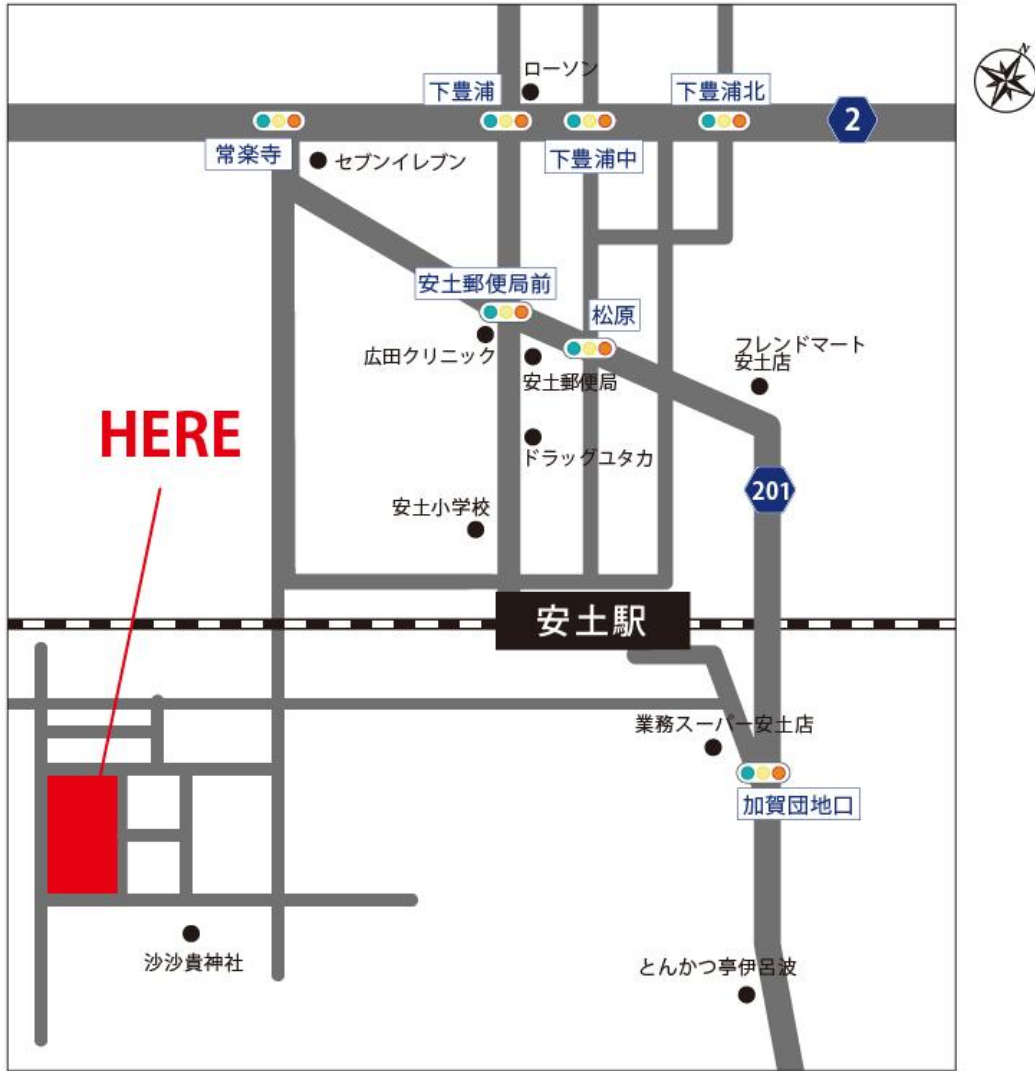 N
ローソン
下豊浦
下豊浦北
2
常楽寺
セブンイレブン
下豊浦中
安土郵便局前
松原
広田クリニック
安土郵便局
フレンドマート
安土店
HERE
ドラッグユタカ
201
安土小学校
安土駅
業務スーパー安土店
加賀団地口
沙沙貴神社
とんかつ亭伊呂波